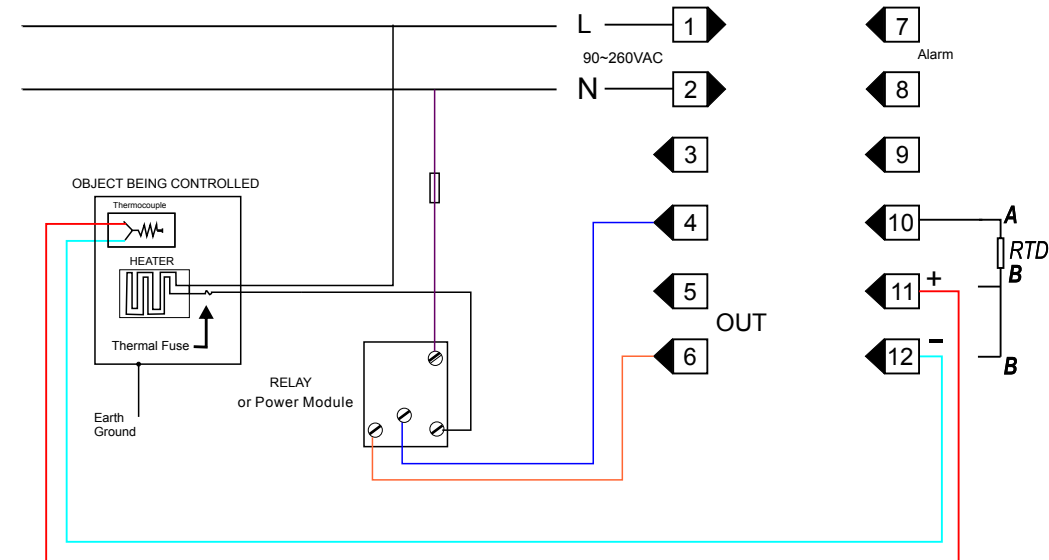 L
1
7
90~260VAC
Alarm
N
2
8
3
9
OBJECT BEING CONTROLLED
Thermocouple
4
10
A
RTD
HEATER
B
5
11
+
OUT
Thermal Fuse
6
12
-
B
RELAY
or Power Module
Earth
Ground